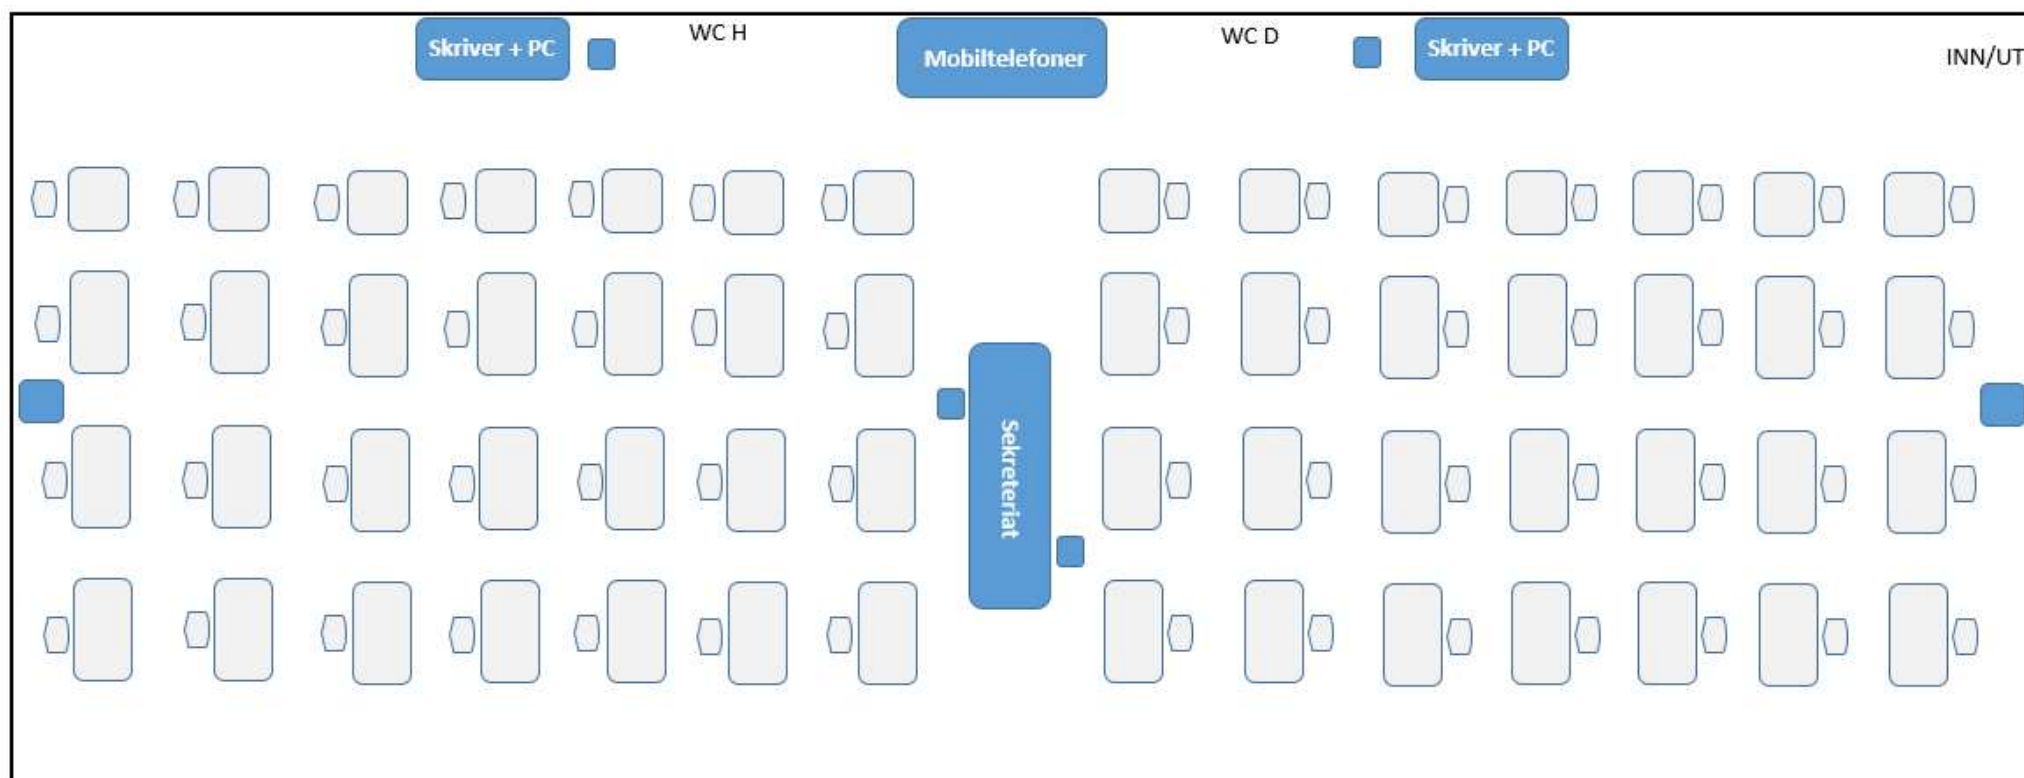 Skriver + PC
WC H
Mobiltelefoner
WC D
Skriver + PC
INN/UT
Sekreteriat